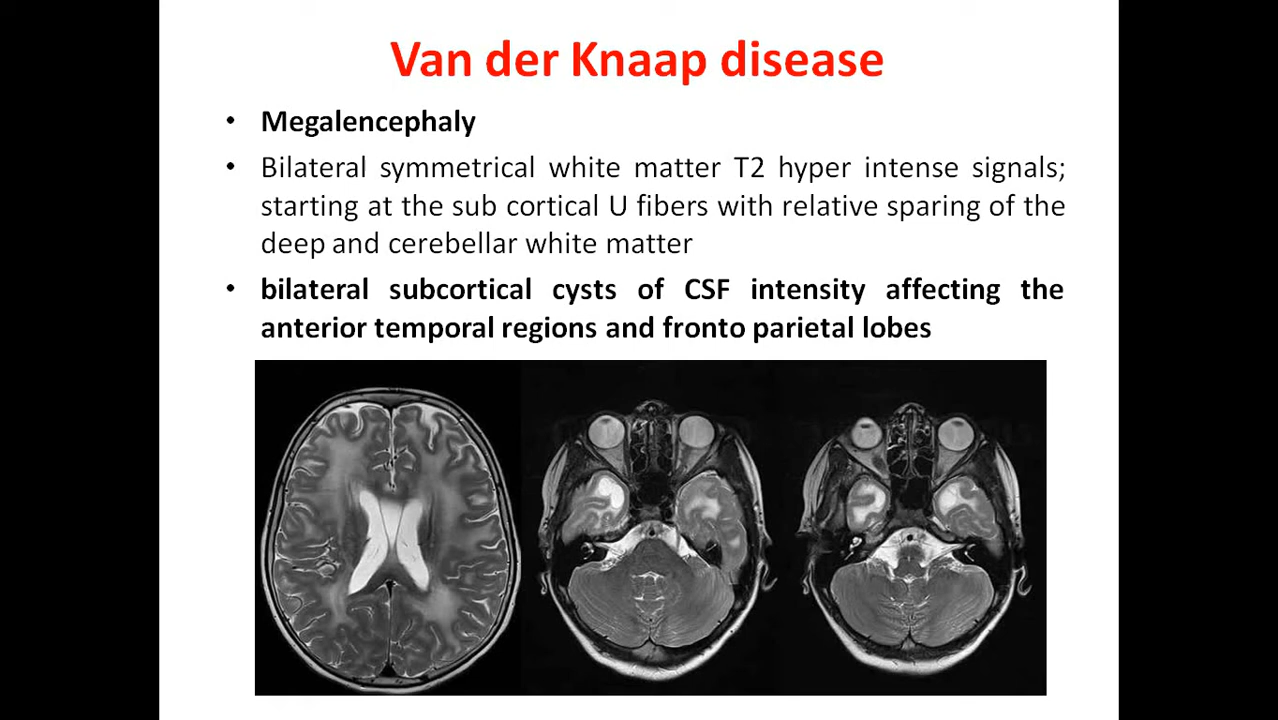 Van der Knaap disease
• Megalencephaly
• Bilateral symmetrical white matter T2 hyper intense signals;
starting at the sub cortical U fibers with relative sparing of the
deep and cerebellar white matter
• bilateral subcortical cysts of CSF intensity affecting the
anterior temporal regions and fronto parietal lobes